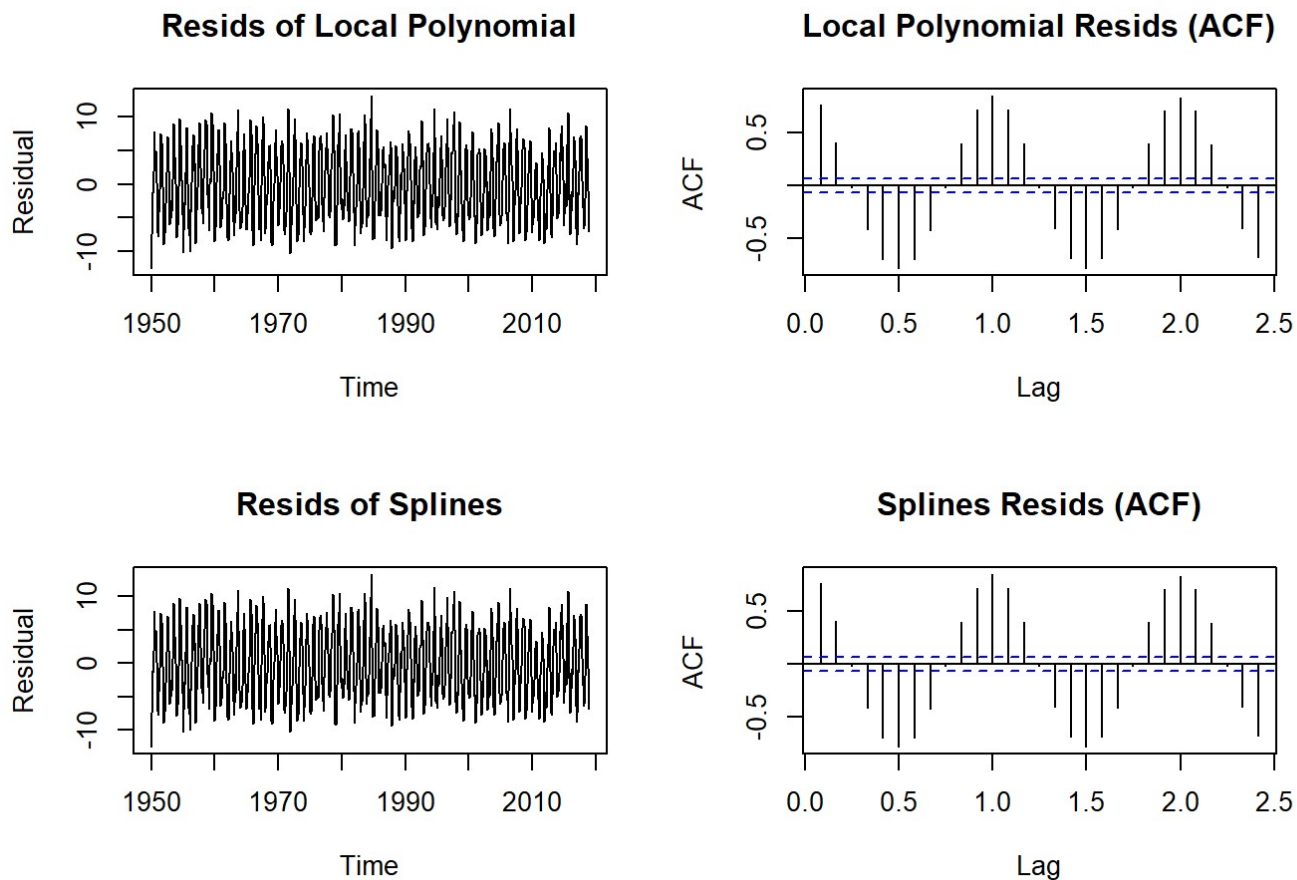 Resids of Local Polynomial
Residual
10
0
-10
1950 1970 1990 2010
Time
Local Polynomial Resids (ACF)
ACF
0.5
-0.5
0.0 0.5 1.0 1.5 2.0 2.5
Lag
Resids of Splines
Residual
10
0
-10
1950 1970 1990 2010
Time
Splines Resids (ACF)
ACF
0.5
-0.5
0.0 0.5 1.0 1.5 2.0 2.5
Lag